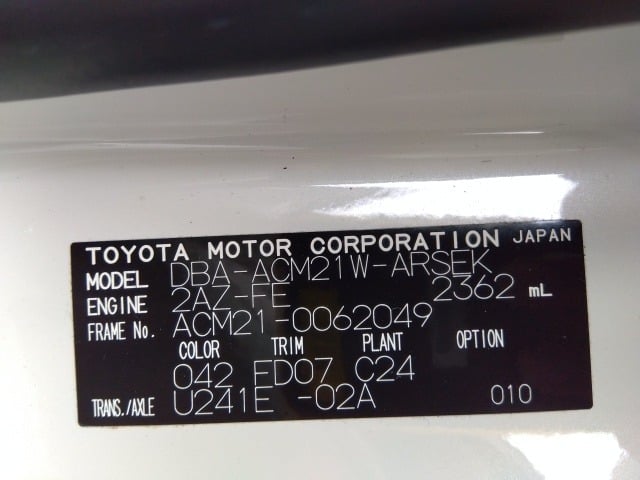 TOYOTA MOTOR CORPORATION JAPAN
MODEL DBA-ACM21W-ARSEK
ENGINE 2AZ-FE 2362 mL
FRAME No. ACM21-0062049
COLOR TRIM PLANT OPTION
042 FD07 C24
TRANS./AXLE U241E -02A 010